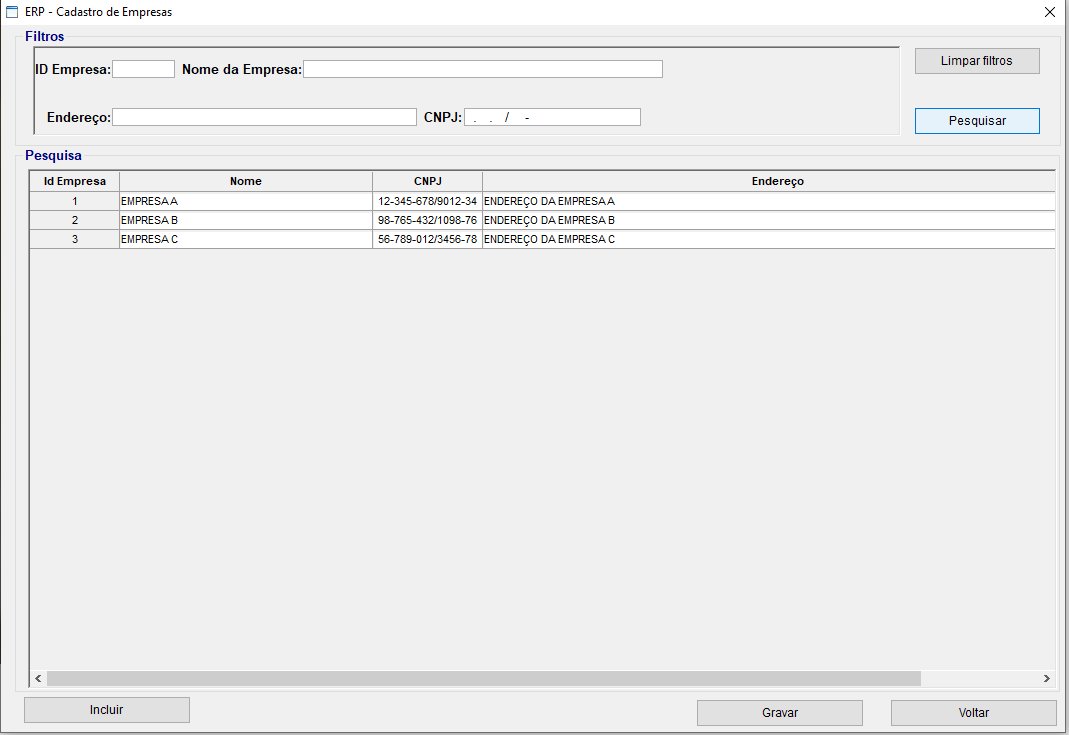 ERP - Cadastro de Empresas
Filtros
ID Empresa: Nome da Empresa: Limpar filtros
Endereço: CNPJ: . . / - Pesquisar
Pesquisa
Id Empresa Nome CNPJ Endereço
1 EMPRESA A 12-345-678/9012-34 ENDEREÇO DA EMPRESA A
2 EMPRESA B 98-765-432/1098-76 ENDEREÇO DA EMPRESA B
3 EMPRESA C 56-789-012/3456-78 ENDEREÇO DA EMPRESA C
Incluir Gravar Voltar